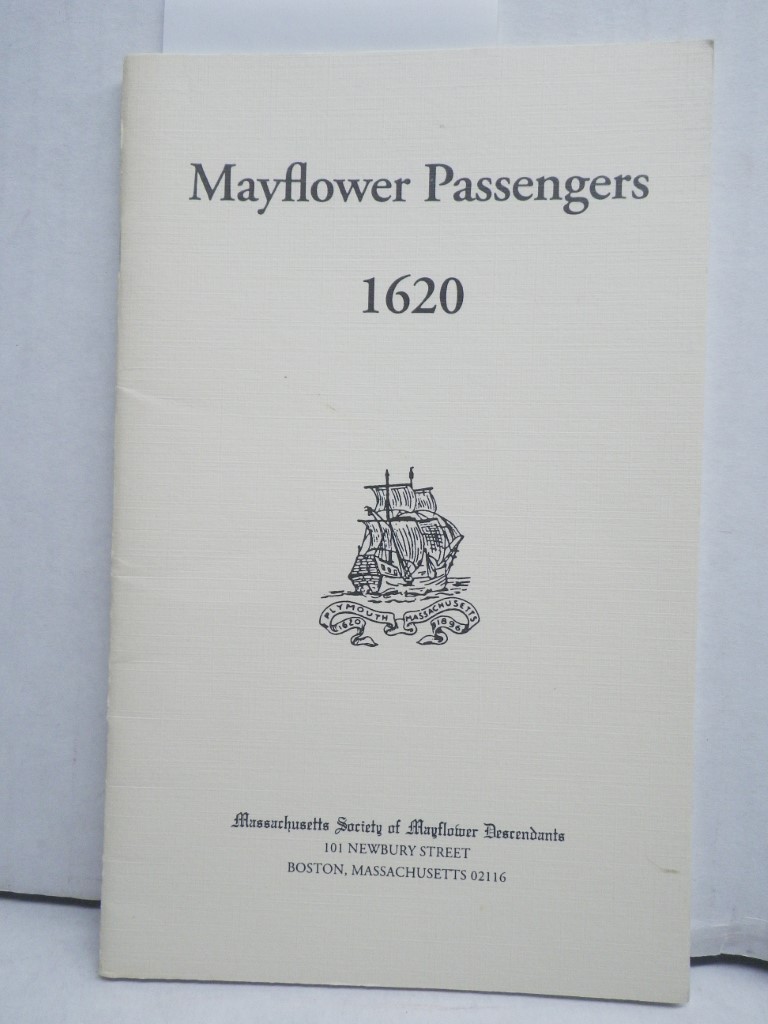 Mayflower Passengers
1620
PLYMOUTH MASSACHUSETTS
1620 1896
Massachusetts Society of Mayflower Descendants
101 NEWBURY STREET
BOSTON, MASSACHUSETTS 02116